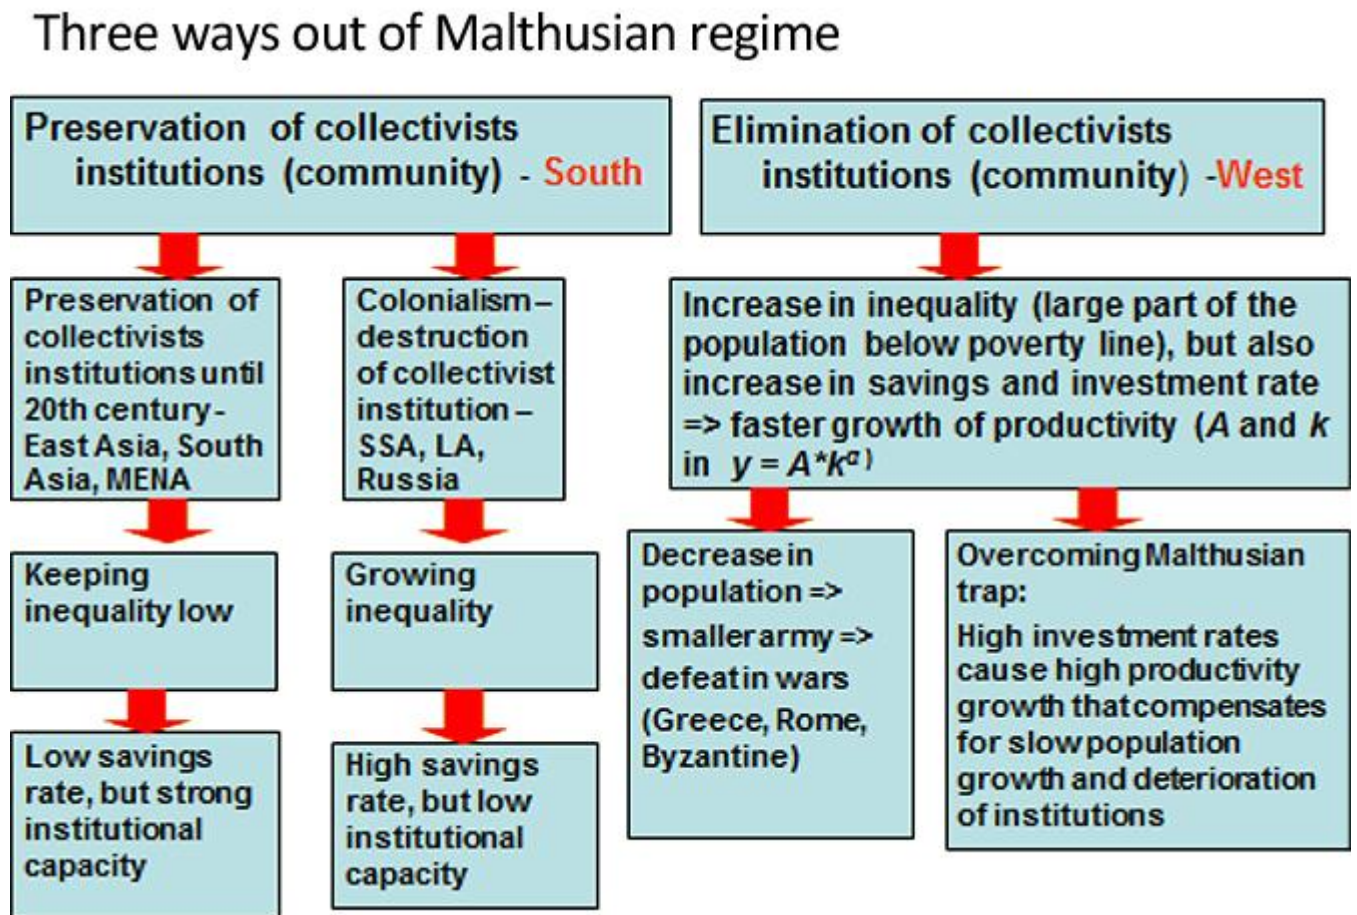 Three ways out of Malthusian regime
Preservation of collectivists
institutions (community) - South
Elimination of collectivists
institutions (community) -West
Preservation of
collectivists
institutions until
20th century-
East Asia, South
Asia, MENA
Colonialism–
destruction
of collectivist
institution–
SSA, LA,
Russia
Increase in inequality (large part of the
population below poverty line), but also
increase in savings and investment rate
=> faster growth of productivity (A and k
in y = A*kα)
Keeping
inequality low
Growing
inequality
Decrease in
population =>
smaller army =>
defeat in wars
(Greece, Rome,
Byzantine)
Overcoming Malthusian
trap:
High investment rates
cause high productivity
growth that compensates
for slow population
growth and deterioration
of institutions
Low savings
rate, but strong
institutional
capacity
High savings
rate, but low
institutional
capacity